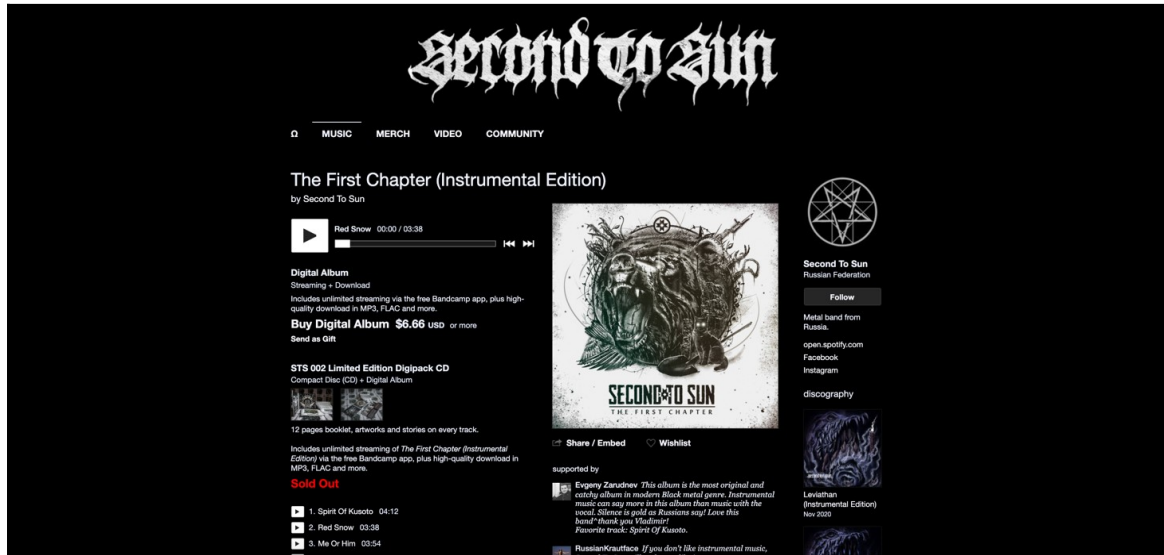 Second To Sun
Ω MUSIC MERCH VIDEO COMMUNITY
The First Chapter (Instrumental Edition)
by Second To Sun
Red Snow 00:00 / 03:38
Digital Album
Streaming + Download
Includes unlimited streaming via the free Bandcamp app, plus high-
quality download in MP3, FLAC and more.
Buy Digital Album $6.66 USD or more
Send as Gift
STS 002 Limited Edition Digipack CD
Compact Disc (CD) + Digital Album
12 pages booklet, artworks and stories on every track.
Includes unlimited streaming of The First Chapter (Instrumental
Edition) via the free Bandcamp app, plus high-quality download in
MP3, FLAC and more.
Sold Out
1. Spirit Of Kusoto 04:12
2. Red Snow 03:38
3. Me Or Him 03:54
SECOND TO SUN
THE FIRST CHAPTER
Share / Embed Wishlist
supported by
Evgeny Zarudnev This album is the most original and
catchy album in modern Black metal genre. Instrumental
music can say more in this album than music with the
vocal. Silence is gold as Russians say! Love this
band^thank you Vladimir!
Favorite track: Spirit Of Kusoto.
RussianKrautface If you don't like instrumental music,
Second To Sun
Russian Federation
Follow
Metal band from
Russia.
open.spotify.com
Facebook
Instagram
discography
Leviathan
(Instrumental Edition)
Nov 2020